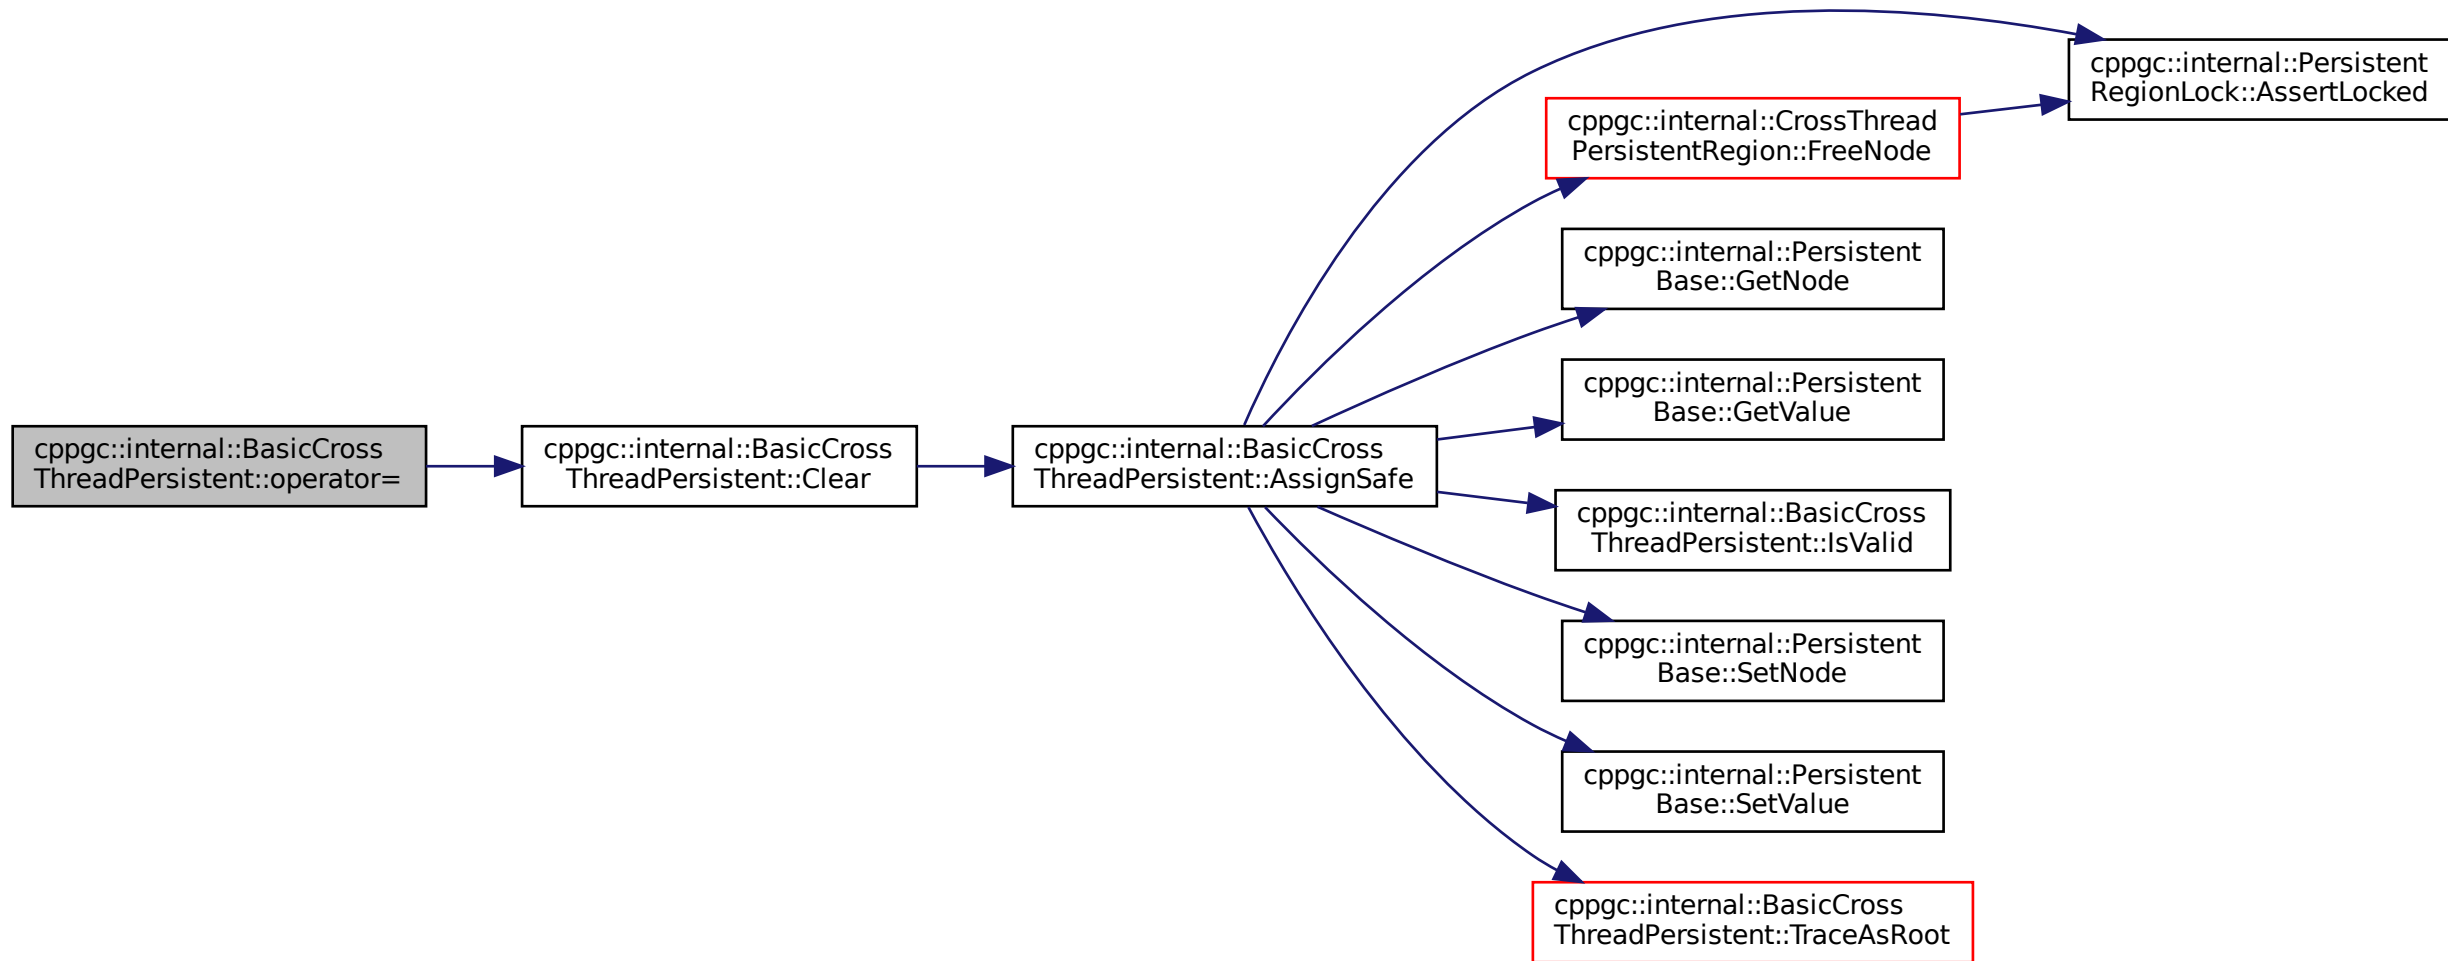 cppgc::internal::BasicCross
ThreadPersistent::operator=
cppgc::internal::BasicCross
ThreadPersistent::Clear
cppgc::internal::BasicCross
ThreadPersistent::AssignSafe
cppgc::internal::Persistent
RegionLock::AssertLocked
cppgc::internal::CrossThread
PersistentRegion::FreeNode
cppgc::internal::Persistent
Base::GetNode
cppgc::internal::Persistent
Base::GetValue
cppgc::internal::BasicCross
ThreadPersistent::IsValid
cppgc::internal::Persistent
Base::SetNode
cppgc::internal::Persistent
Base::SetValue
cppgc::internal::BasicCross
ThreadPersistent::TraceAsRoot